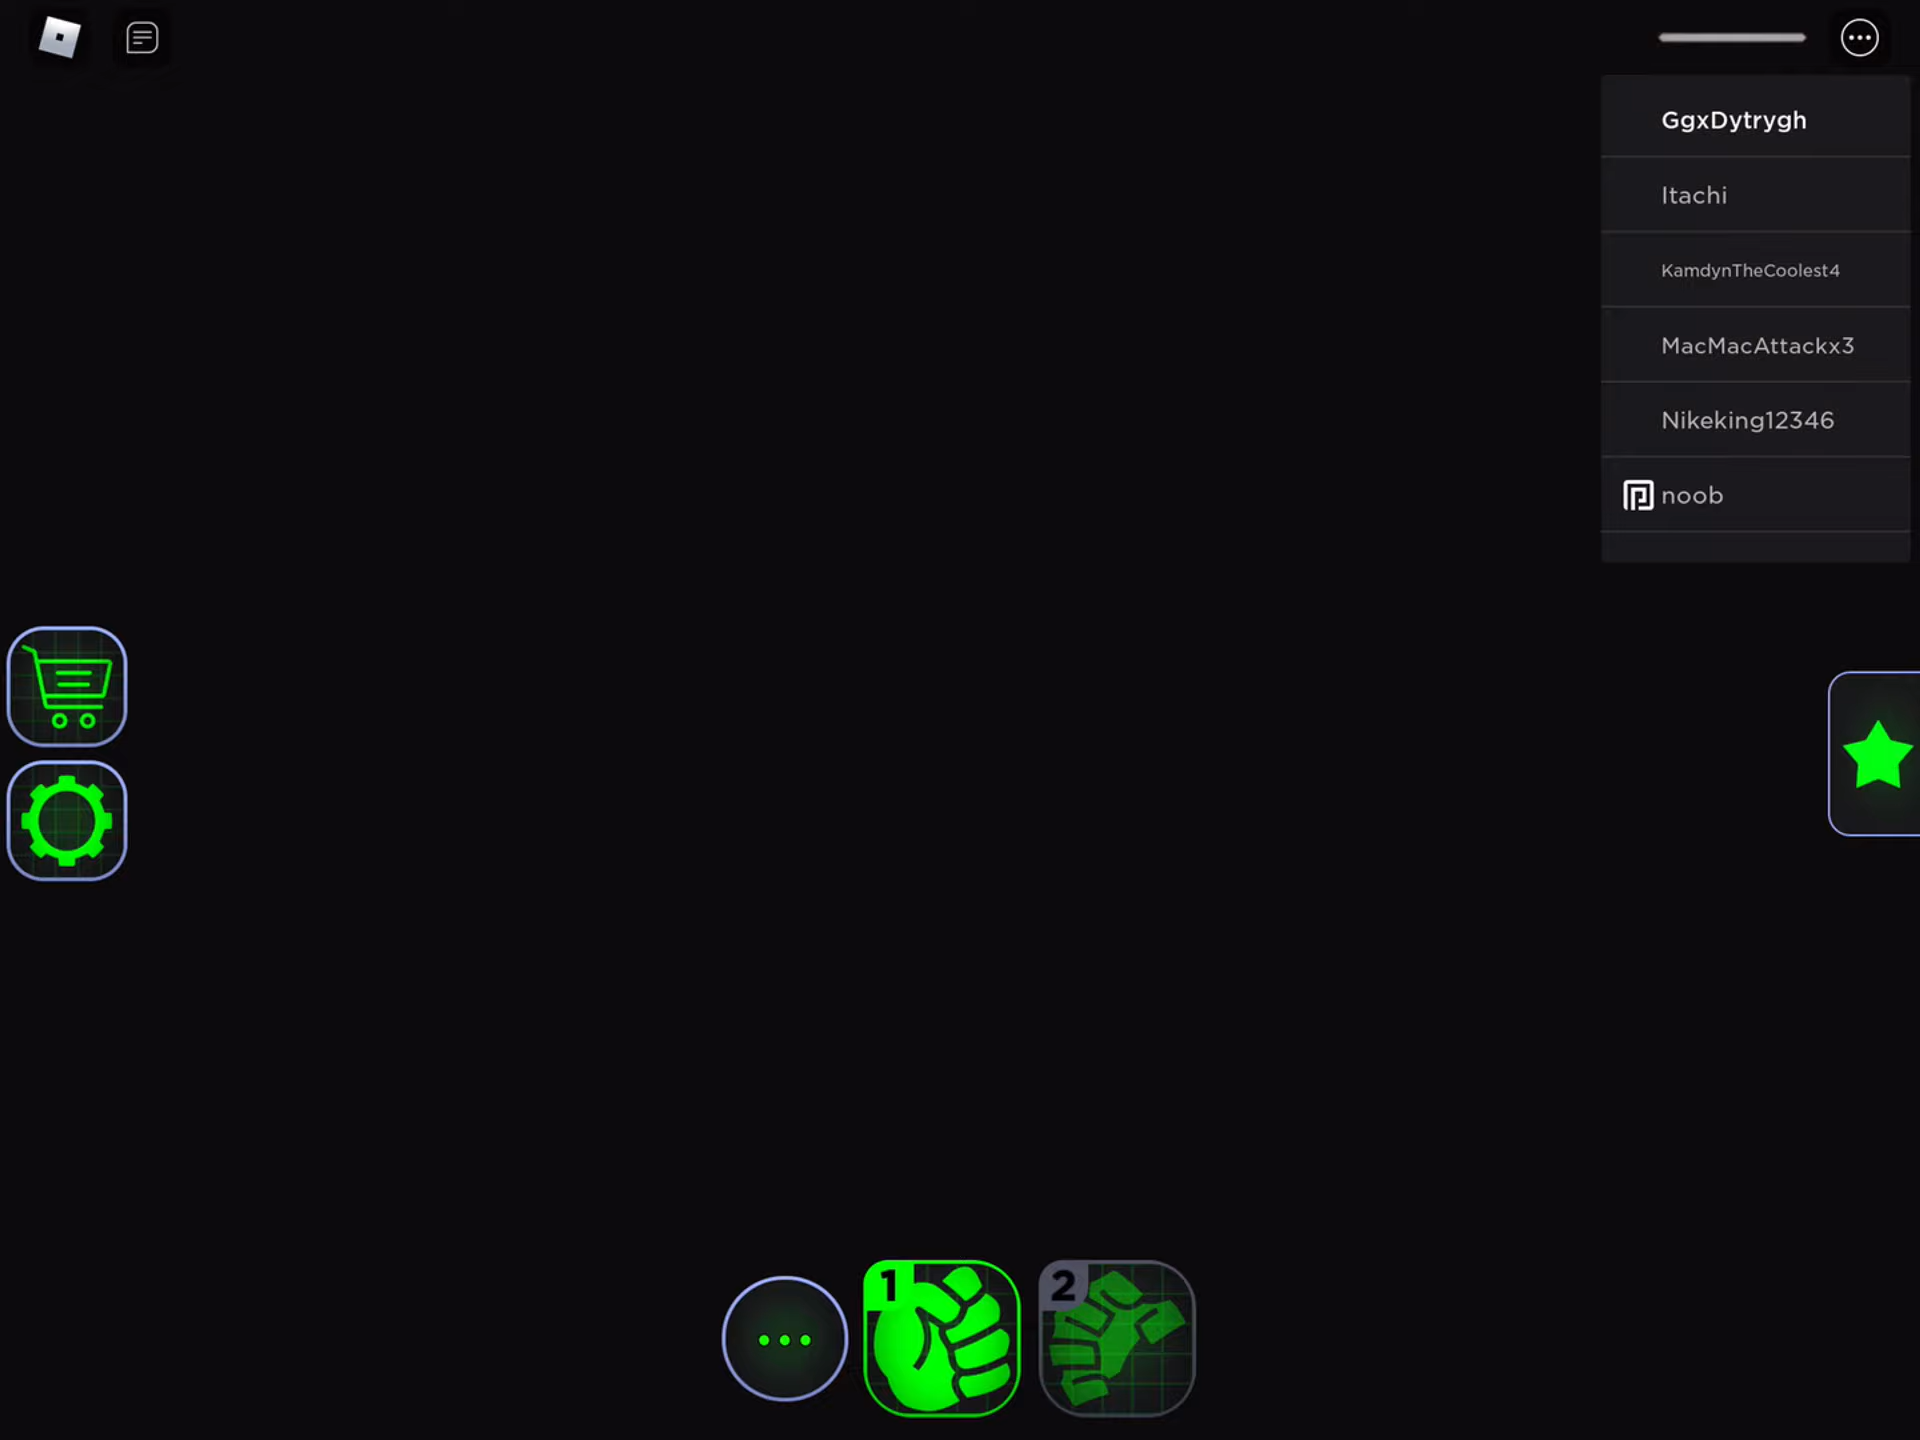 GgxDytrygh
Itachi
KamdynTheCoolest4
MacMacAttackx3
Nikeking12346
noob
1
2